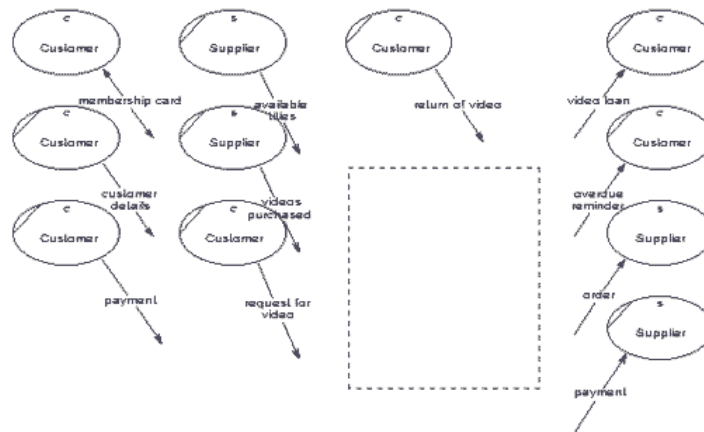 c
Customer
s
Supplier
c
Customer
c
Customer
membership card
available
titles
return of video
video loan
c
Customer
s
Supplier
c
Customer
customer
details
videos
purchased
overdue
reminder
c
Customer
c
Customer
s
Supplier
payment
request for
video
order
s
Supplier
payment